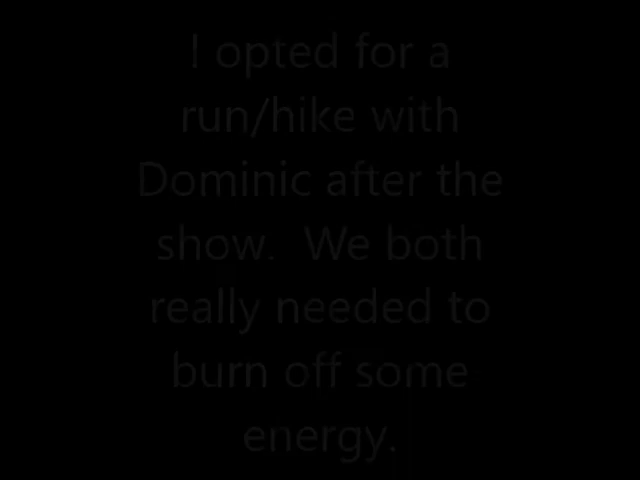 I opted for a
run/hike with
Dominic after the
show.  We both
really needed to
burn off some
energy.